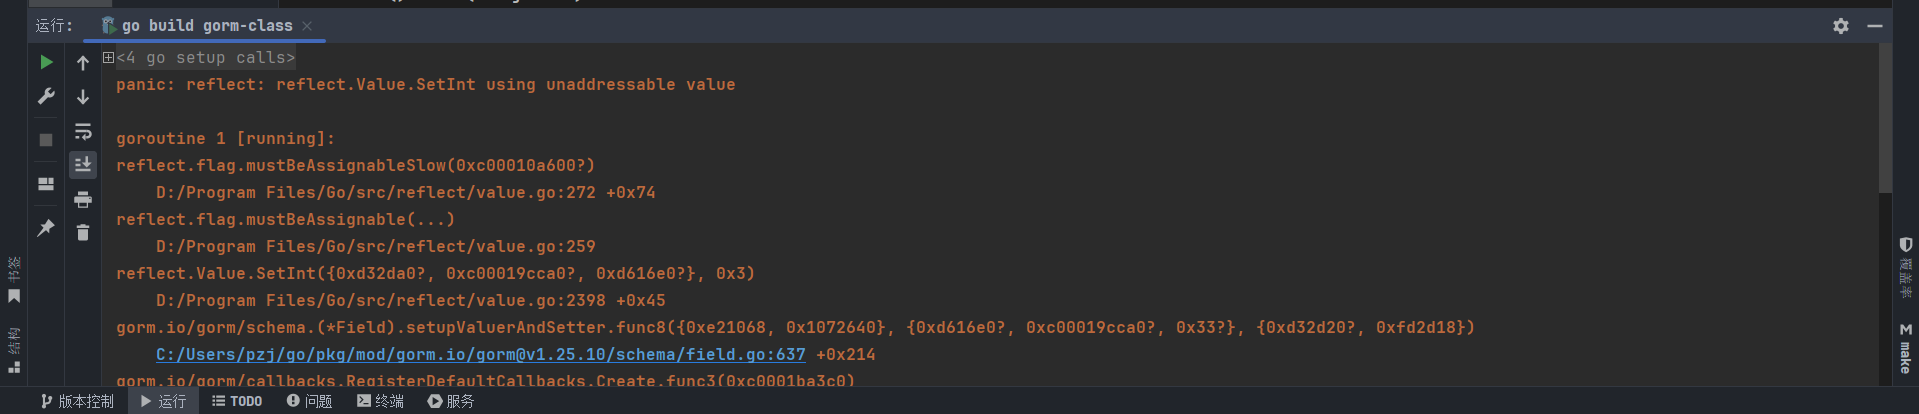 运行:
go build gorm-class
<4 go setup calls>
panic: reflect: reflect.Value.SetInt using unaddressable value
goroutine 1 [running]:
reflect.flag.mustBeAssignableSlow(0xc00010a600?)
D:/Program Files/Go/src/reflect/value.go:272 +0x74
reflect.flag.mustBeAssignable(...)
D:/Program Files/Go/src/reflect/value.go:259
reflect.Value.SetInt({0xd32da0?, 0xc00019cca0?, 0xd616e0?}, 0x3)
D:/Program Files/Go/src/reflect/value.go:2398 +0x45
gorm.io/gorm/schema.(*Field).setupValuerAndSetter.func8({0xe21068, 0x1072640}, {0xd616e0?, 0xc00019cca0?, 0x33?}, {0xd32d20?, 0xfd2d18})
C:/Users/pzj/go/pkg/mod/gorm.io/gorm@v1.25.10/schema/field.go:637 +0x214
gorm.io/gorm/callbacks.RegisterDefaultCallbacks.Create.func3(0xc0001ba3c0)
书签
结构
覆盖率
make
版本控制
运行
TODO
问题
终端
服务